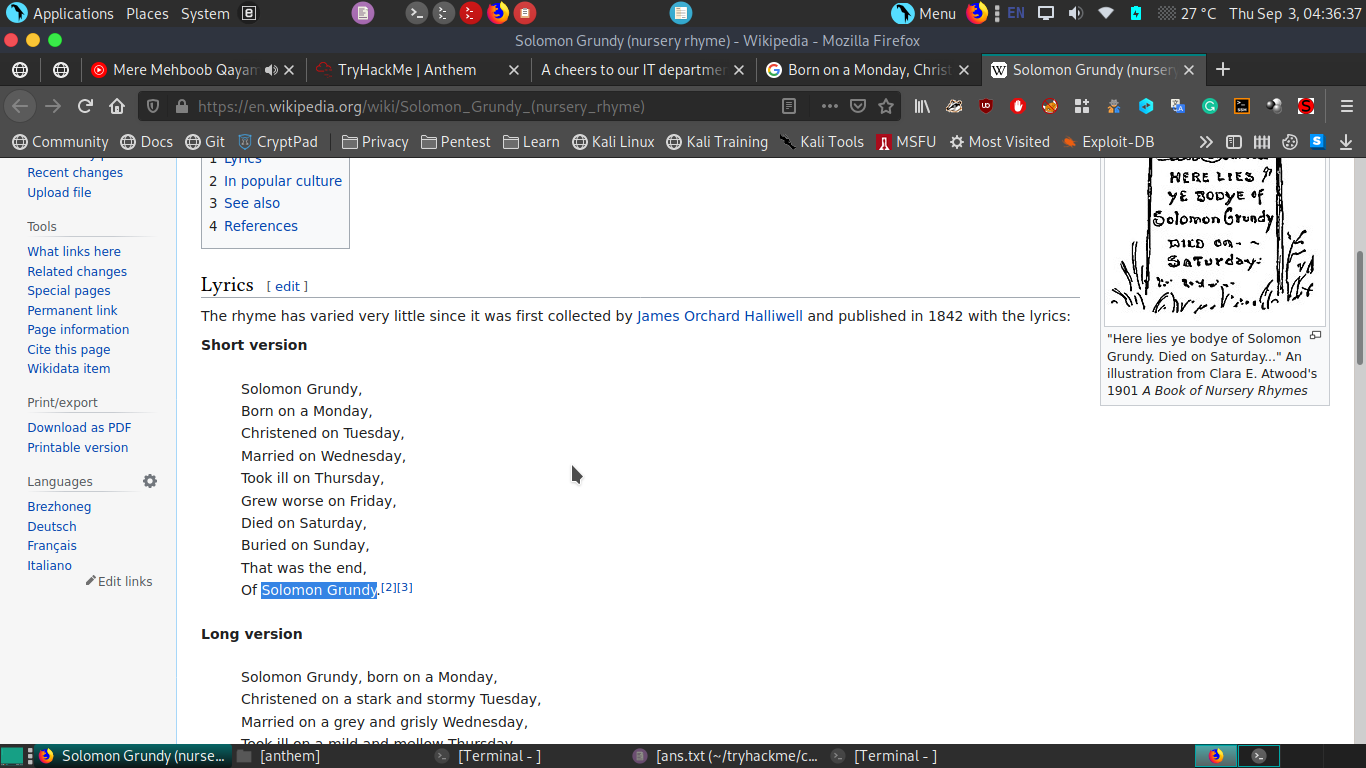 Applications Places System EN Menu 27 °C Thu Sep 3, 04:36:37
Solomon Grundy (nursery rhyme) - Wikipedia - Mozilla Firefox
Mere Mehboob Qayam TryHackMe | Anthem A cheers to our IT departme Born on a Monday, Christ Solomon Grundy (nursery
https://en.wikipedia.org/wiki/Solomon_Grundy_(nursery_rhyme)
Community Docs Git CryptPad Privacy Pentest Learn Kali Linux Kali Training Kali Tools MSFU Most Visited Exploit-DB
Recent changes
Upload file
Tools
What links here
Related changes
Special pages
Permanent link
Page information
Cite this page
Wikidata item
Print/export
Download as PDF
Printable version
Languages
Brezhoneg
Deutsch
Français
Italiano
Edit links
1 Lyrics
2 In popular culture
3 See also
4 References
Lyrics [ edit ]
The rhyme has varied very little since it was first collected by James Orchard Halliwell and published in 1842 with the lyrics:
Short version
Solomon Grundy,
Born on a Monday,
Christened on Tuesday,
Married on Wednesday,
Took ill on Thursday,
Grew worse on Friday,
Died on Saturday,
Buried on Sunday,
That was the end,
Of Solomon Grundy.[2][3]
Long version
Solomon Grundy, born on a Monday,
Christened on a stark and stormy Tuesday,
Married on a grey and grisly Wednesday,
Took ill on a mild and mellow Thursday,
HERE LIES
YE BODYE of
Solomon Grundy
DIED on
Saturday
"Here lies ye bodye of Solomon
Grundy. Died on Saturday..." An
illustration from Clara E. Atwood's
1901 A Book of Nursery Rhymes
Solomon Grundy (nurse... [anthem] [Terminal - ] [ans.txt (~/tryhackme/c... [Terminal - ]